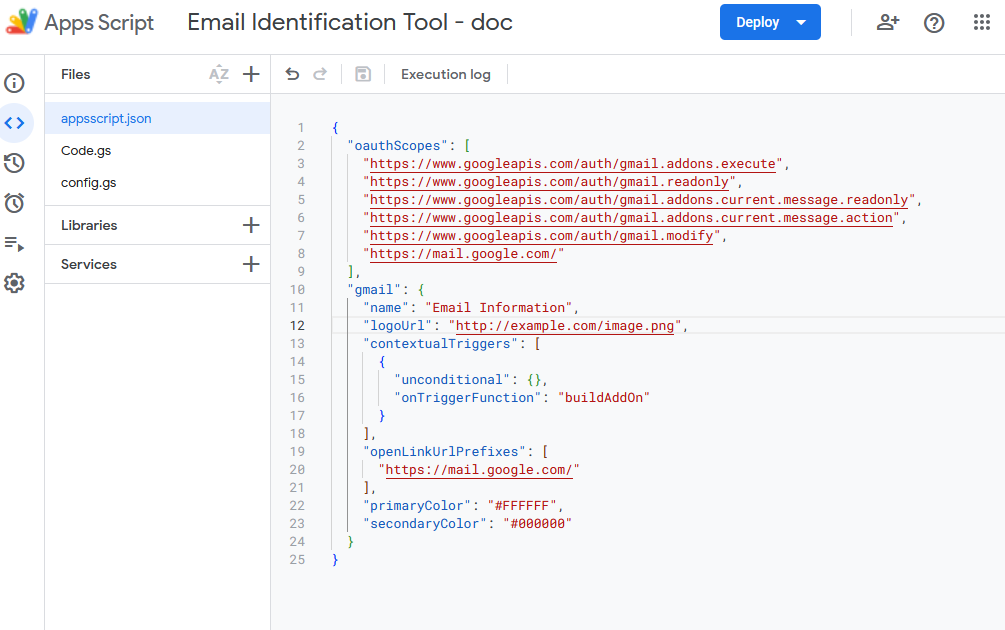 Apps Script Email Identification Tool - doc Deploy
Files AZ Execution log
appsscript.json
Code.gs
config.gs
Libraries
Services
1 {
2 "oauthScopes": [
3 "https://www.googleapis.com/auth/gmail.addons.execute",
4 "https://www.googleapis.com/auth/gmail.readonly",
5 "https://www.googleapis.com/auth/gmail.addons.current.message.readonly",
6 "https://www.googleapis.com/auth/gmail.addons.current.message.action",
7 "https://www.googleapis.com/auth/gmail.modify",
8 "https://mail.google.com/"
9 ],
10 "gmail": {
11 "name": "Email Information",
12 "logoUrl": "http://example.com/image.png",
13 "contextualTriggers": [
14 {
15 "unconditional": {},
16 "onTriggerFunction": "buildAddOn"
17 }
18 ],
19 "openLinkUrlPrefixes": [
20 "https://mail.google.com/"
21 ],
22 "primaryColor": "#FFFFFF",
23 "secondaryColor": "#000000"
24 }
25 }